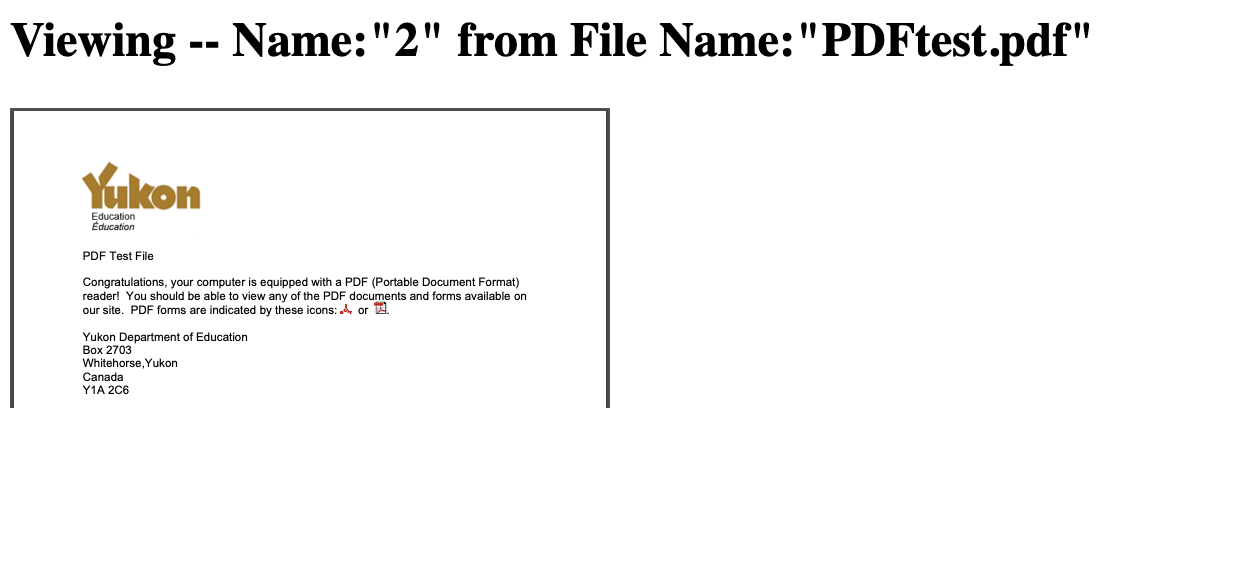 Viewing -- Name:"2" from File Name:"PDFtest.pdf"
Yukon
Education
Éducation
PDF Test File
Congratulations, your computer is equipped with a PDF (Portable Document Format)
reader!  You should be able to view any of the PDF documents and forms available on
our site.  PDF forms are indicated by these icons: or .
Yukon Department of Education
Box 2703
Whitehorse,Yukon
Canada
Y1A 2C6